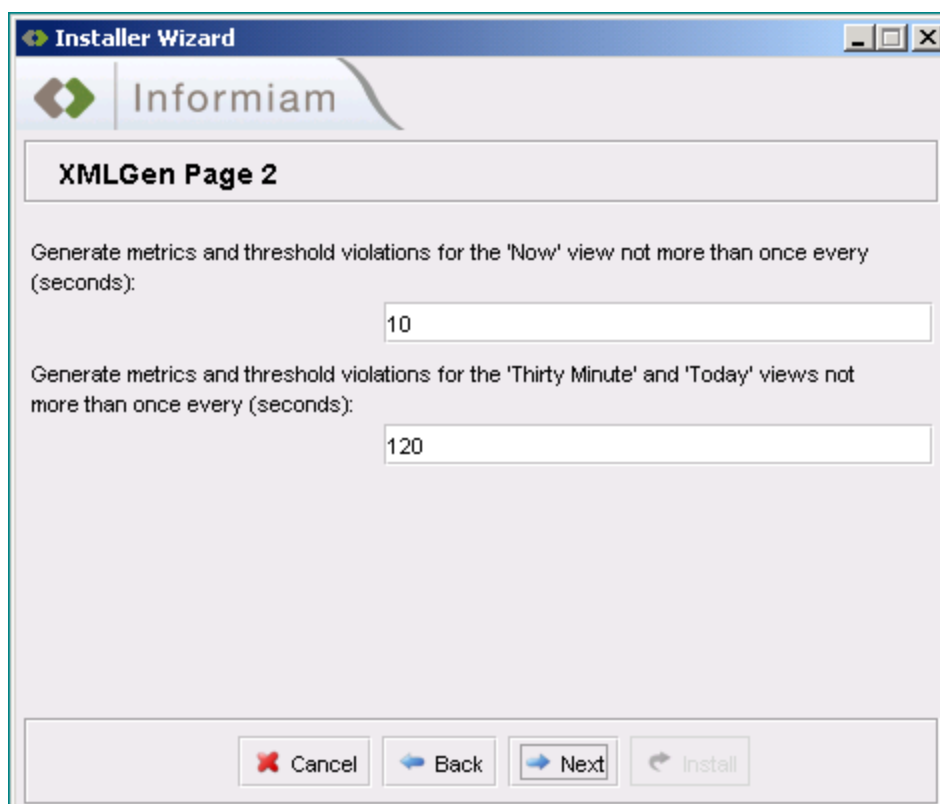 Installer Wizard
Informiam
XMLGen Page 2
Generate metrics and threshold violations for the 'Now' view not more than once every
(seconds):
10
Generate metrics and threshold violations for the 'Thirty Minute' and 'Today' views not
more than once every (seconds):
120
Cancel Back Next Install